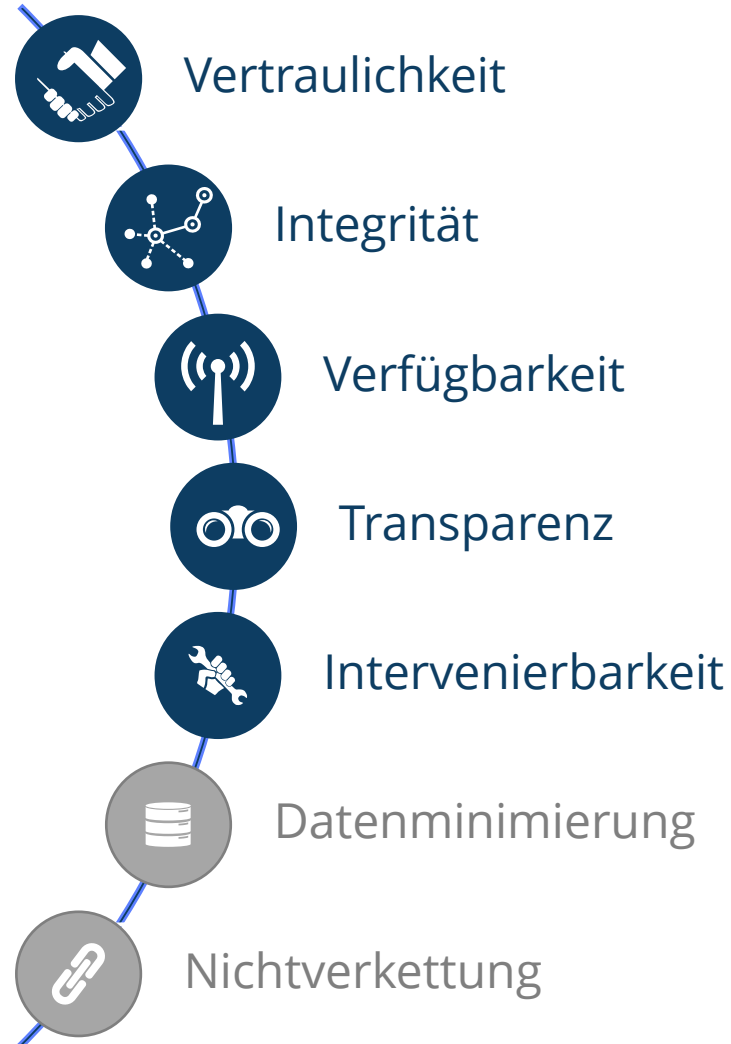 Vertraulichkeit
Integrität
Verfügbarkeit
Transparenz
Intervenierbarkeit
Datenminimierung
Nichtverkettung